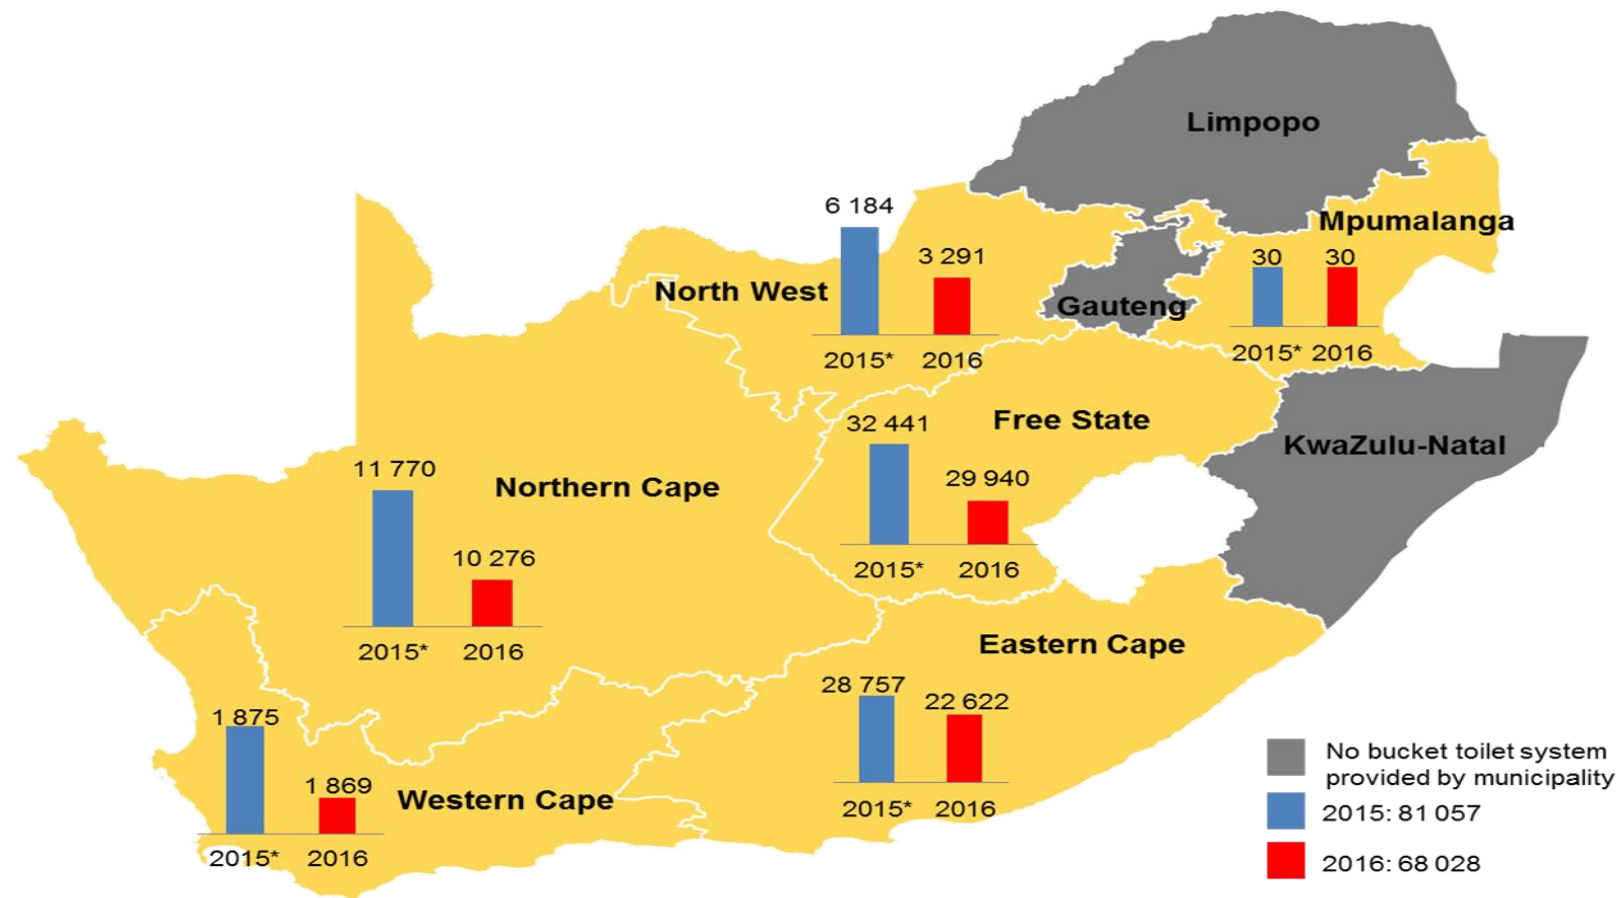 Limpopo
Mpumalanga
30 30
2015* 2016
6 184
3 291
North West
2015* 2016
Gauteng
32 441
Free State
29 940
2015* 2016
KwaZulu-Natal
11 770
Northern Cape
10 276
2015* 2016
Eastern Cape
28 757
22 622
2015* 2016
1 875
1 869
Western Cape
2015* 2016
No bucket toilet system
provided by municipality
2015: 81 057
2016: 68 028